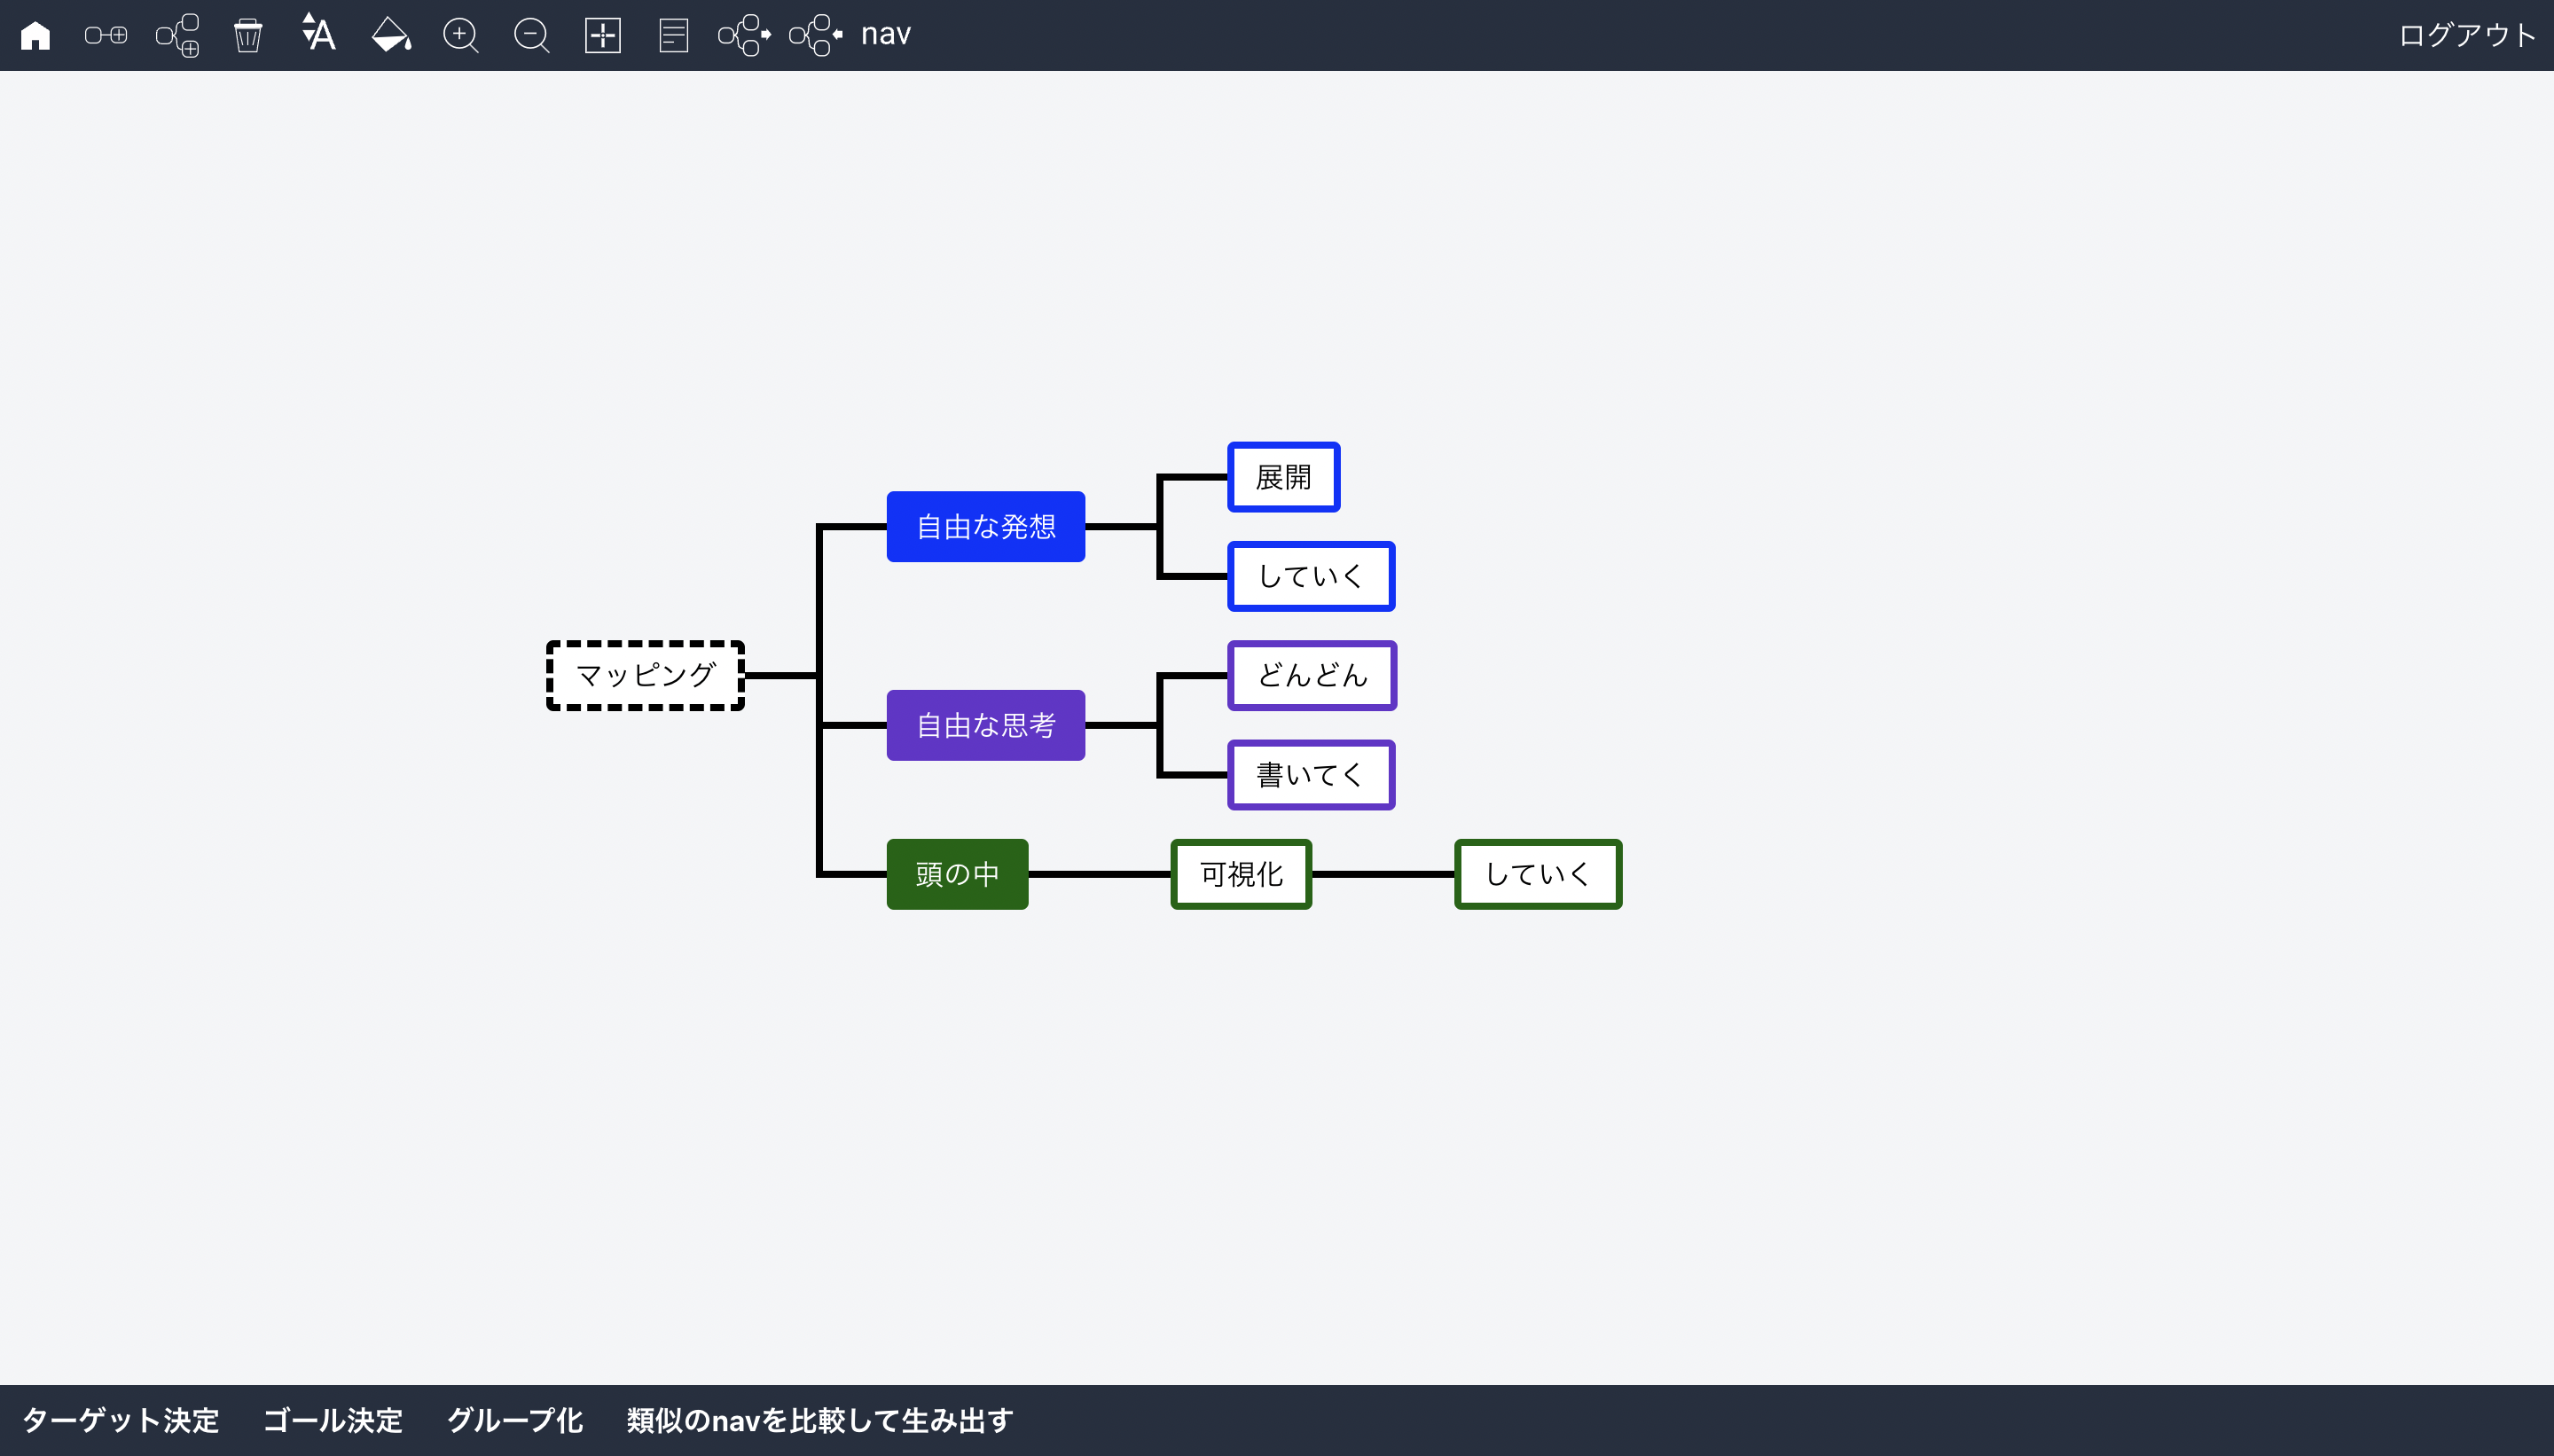 A nav ログアウト
展開
自由な発想
していく
マッピング
どんどん
自由な思考
書いてく
頭の中 可視化 していく
ターゲット決定 ゴール決定 グループ化 類似のnavを比較して生み出す